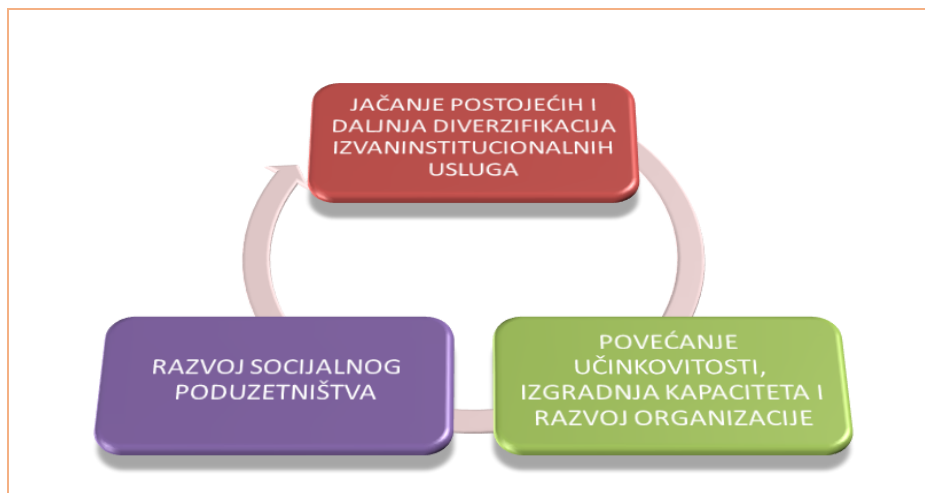 JAČANJE POSTOJEĆIH I
DALJNJA DIVERZIFIKACIJA
IZVANINSTITUCIONALNIH
USLUGA
RAZVOJ SOCIJALNOG
PODUZETNIŠTVA
POVEĆANJE
UČINKOVITOSTI,
IZGRADNJA KAPACITETA I
RAZVOJ ORGANIZACIJE